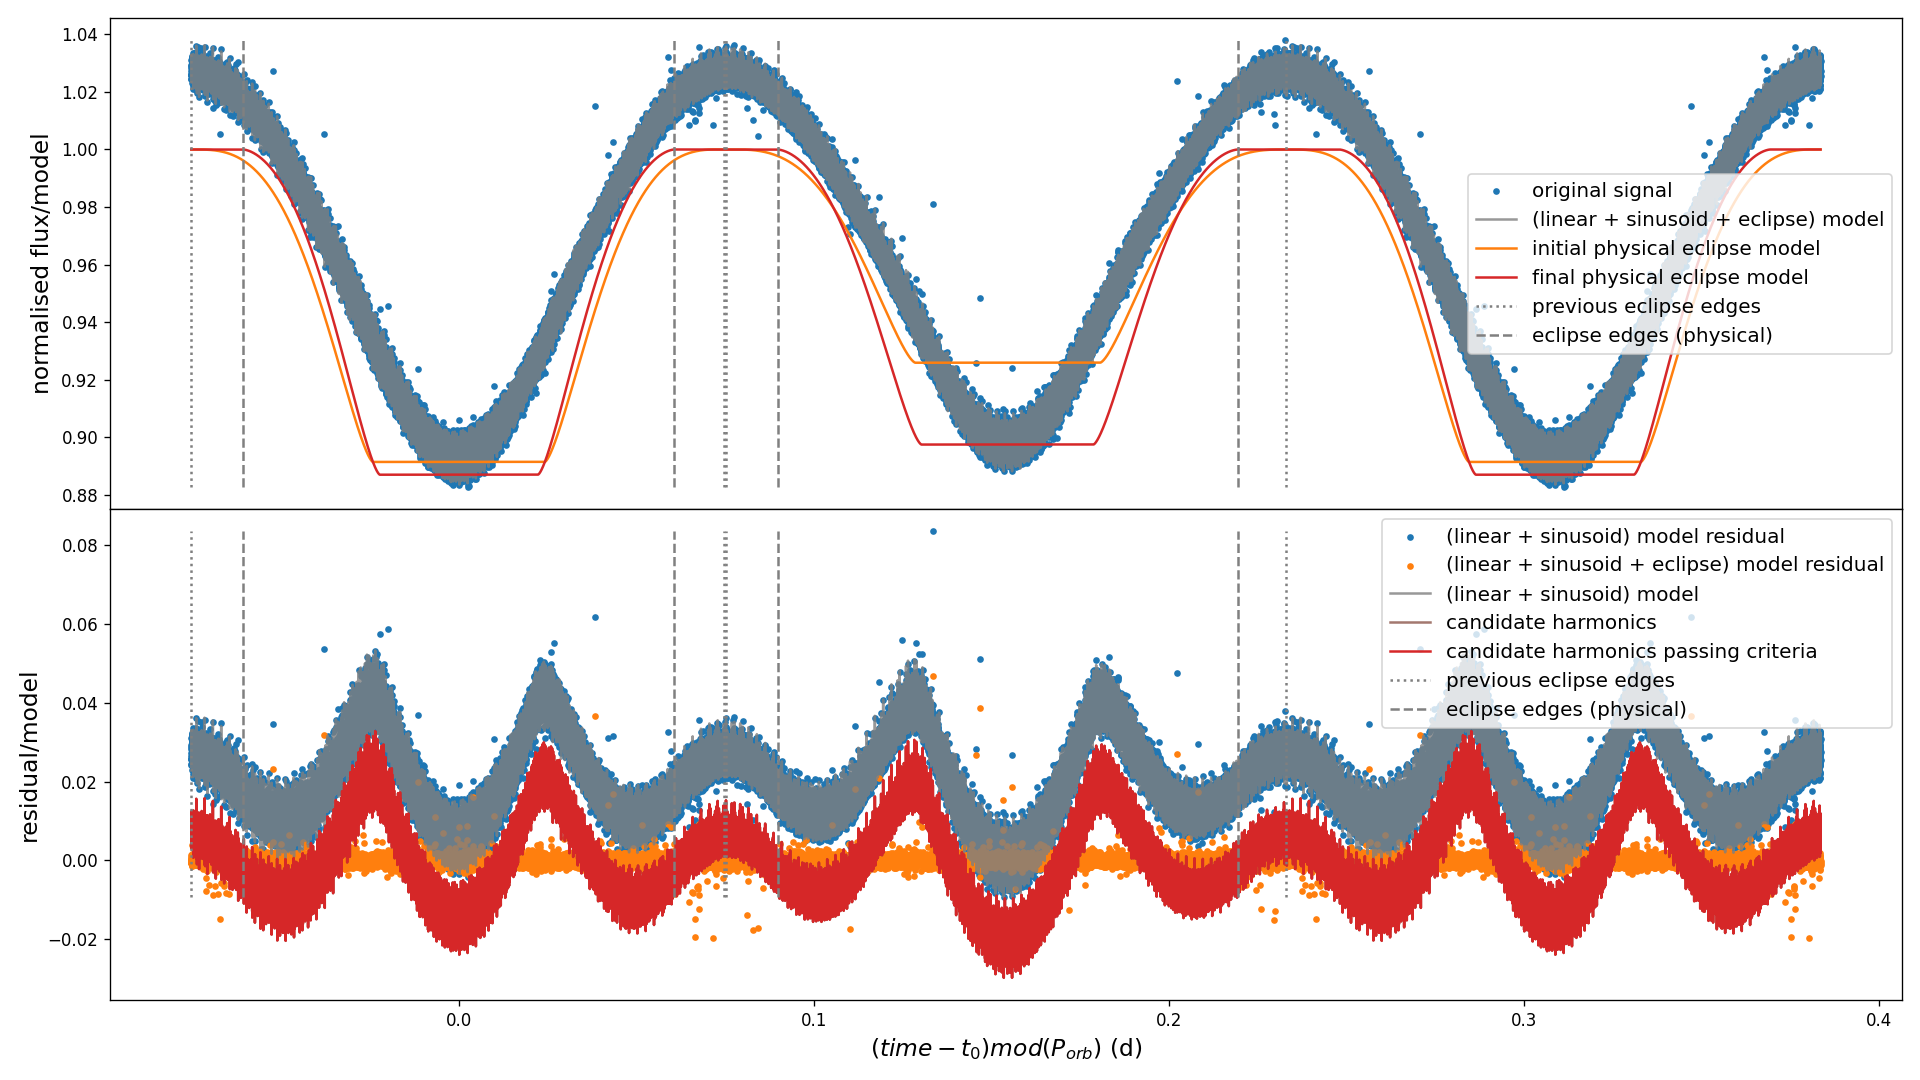 1.04
1.02
1.00
0.98
0.96
0.94
0.92
0.90
0.88
normalised flux/model
original signal
(linear + sinusoid + eclipse) model
initial physical eclipse model
final physical eclipse model
previous eclipse edges
eclipse edges (physical)
0.08
0.06
0.04
0.02
0.00
−0.02
residual/model
(linear + sinusoid) model residual
(linear + sinusoid + eclipse) model residual
(linear + sinusoid) model
candidate harmonics
candidate harmonics passing criteria
previous eclipse edges
eclipse edges (physical)
0.0 0.1 0.2 0.3 0.4
(time − t₀)mod(P_orb) (d)